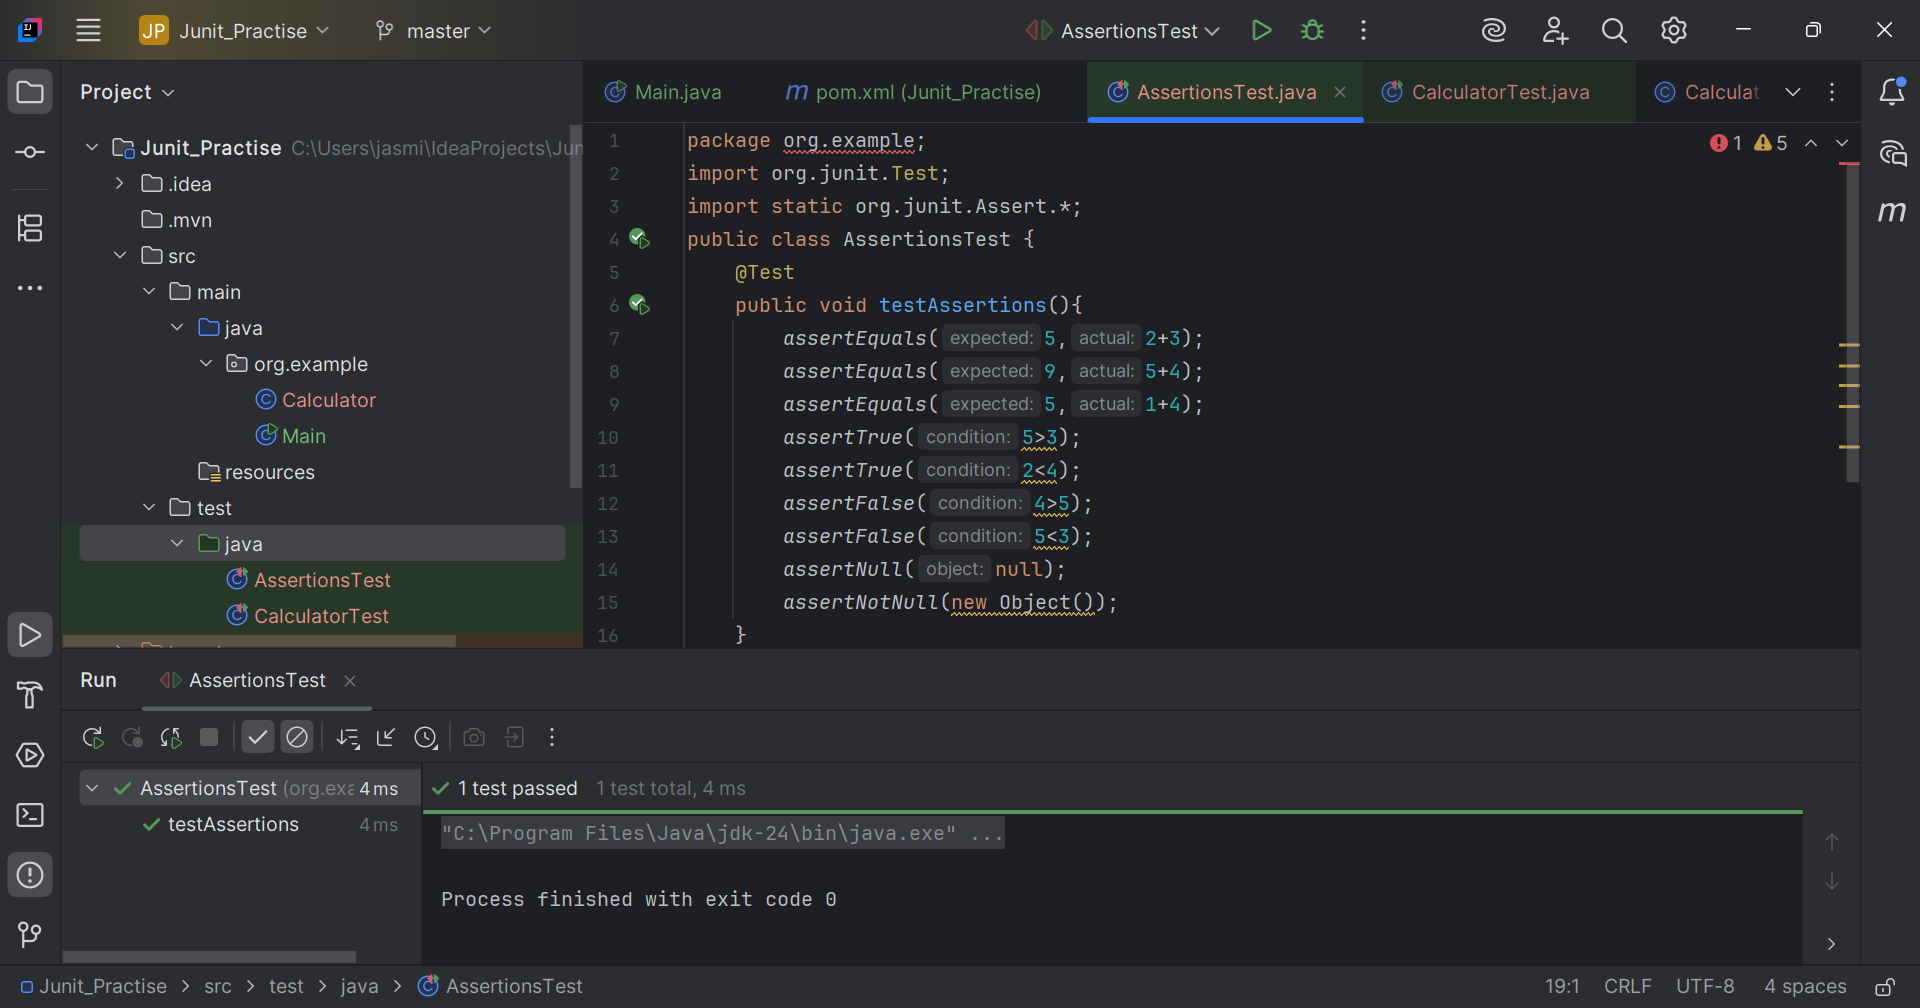 JP Junit_Practise master AssertionsTest
Project
Junit_Practise C:\Users\jasmi\IdeaProjects\Jun
.idea
.mvn
src
main
java
org.example
Calculator
Main
resources
test
java
AssertionsTest
CalculatorTest
Main.java pom.xml (Junit_Practise) AssertionsTest.java CalculatorTest.java Calculat
1 5
1 package org.example;
2 import org.junit.Test;
3 import static org.junit.Assert.*;
4 public class AssertionsTest {
5 @Test
6 public void testAssertions(){
7 assertEquals( expected: 5, actual: 2+3);
8 assertEquals( expected: 9, actual: 5+4);
9 assertEquals( expected: 5, actual: 1+4);
10 assertTrue( condition: 5>3);
11 assertTrue( condition: 2<4);
12 assertFalse( condition: 4>5);
13 assertFalse( condition: 5<3);
14 assertNull( object: null);
15 assertNotNull(new Object());
16 }
Run AssertionsTest
AssertionsTest (org.exa 4 ms
testAssertions 4 ms
1 test passed 1 test total, 4 ms
"C:\Program Files\Java\jdk-24\bin\java.exe" ...
Process finished with exit code 0
Junit_Practise > src > test > java > AssertionsTest
19:1 CRLF UTF-8 4 spaces